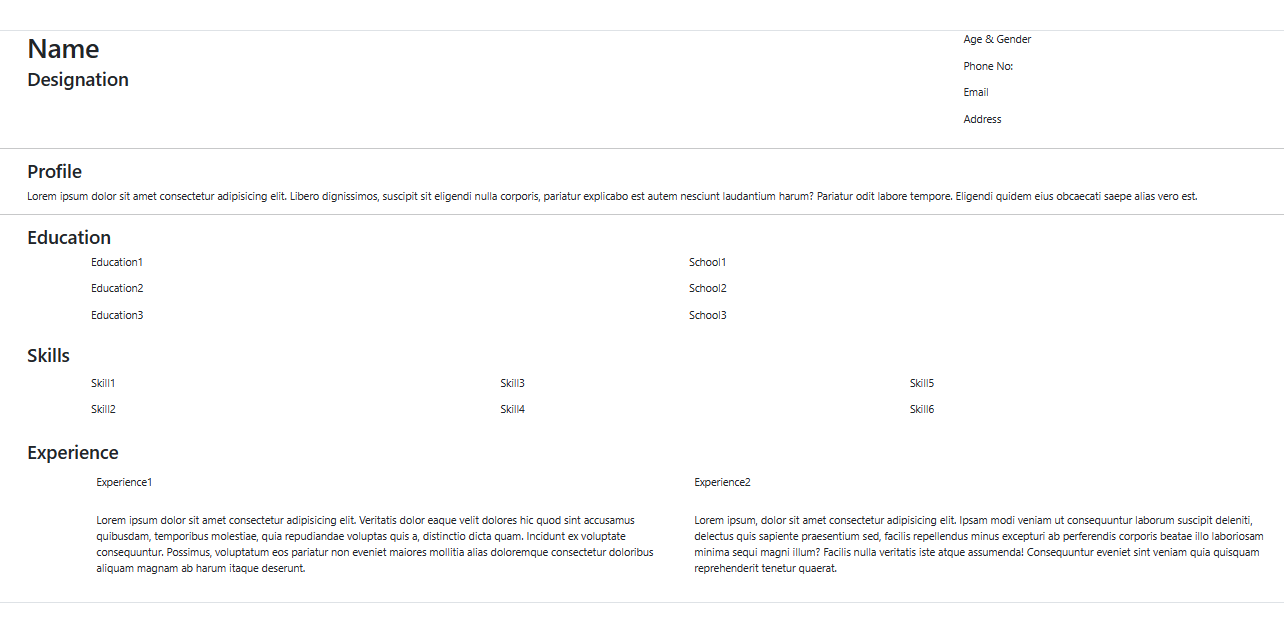 Name
Designation
Age & Gender
Phone No:
Email
Address
Profile
Lorem ipsum dolor sit amet consectetur adipisicing elit. Libero dignissimos, suscipit sit eligendi nulla corporis, pariatur explicabo est autem nesciunt laudantium harum? Pariatur odit labore tempore. Eligendi quidem eius obcaecati saepe alias vero est.
Education
Education1 School1
Education2 School2
Education3 School3
Skills
Skill1 Skill3 Skill5
Skill2 Skill4 Skill6
Experience
Experience1
Lorem ipsum dolor sit amet consectetur adipisicing elit. Veritatis dolor eaque velit dolores hic quod sint accusamus
quibusdam, temporibus molestiae, quia repudiandae voluptas quis a, distinctio dicta quam. Incidunt ex voluptate
consequuntur. Possimus, voluptatum eos pariatur non eveniet maiores mollitia alias doloremque consectetur doloribus
aliquam magnam ab harum itaque deserunt.
Experience2
Lorem ipsum, dolor sit amet consectetur adipisicing elit. Ipsam modi veniam ut consequuntur laborum suscipit deleniti,
delectus quis sapiente praesentium sed, facilis repellendus minus excepturi ab perferendis corporis beatae illo laboriosam
minima sequi magni illum? Facilis nulla veritatis iste atque assumenda! Consequuntur eveniet sint veniam quia quisquam
reprehenderit tenetur quaerat.